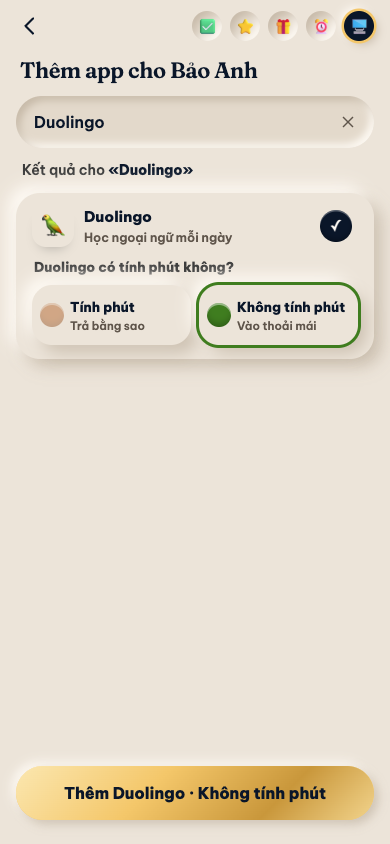 Thêm app cho Bảo Anh
Duolingo
Kết quả cho «Duolingo»
Duolingo
Học ngoại ngữ mỗi ngày
Duolingo có tính phút không?
Tính phút
Trả bằng sao
Không tính phút
Vào thoải mái
Thêm Duolingo · Không tính phút